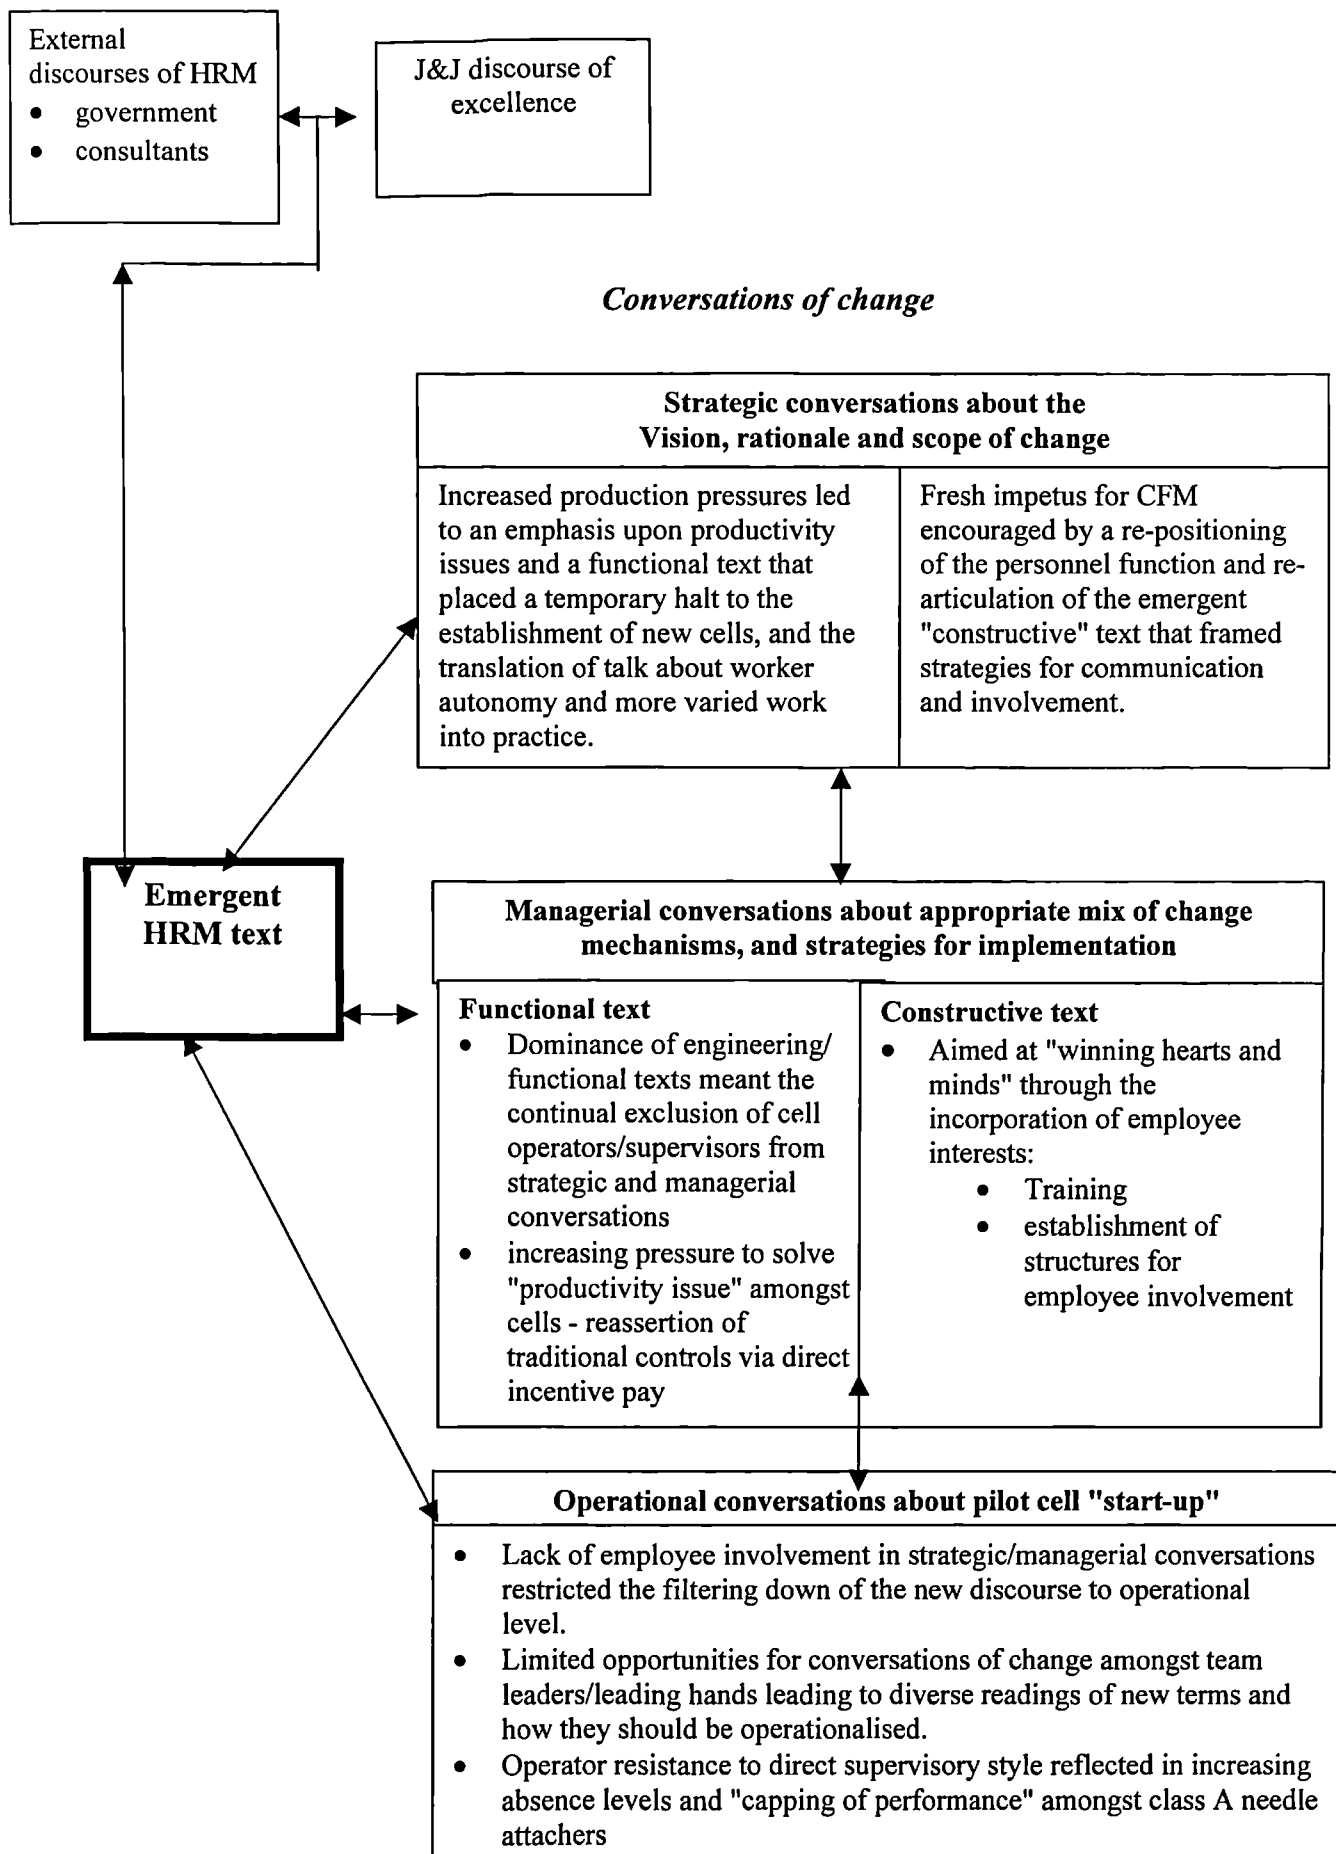 External
discourses of HRM
• government
• consultants
J&J discourse of
excellence
Conversations of change
Strategic conversations about the
Vision, rationale and scope of change
Increased production pressures led
to an emphasis upon productivity
issues and a functional text that
placed a temporary halt to the
establishment of new cells, and the
translation of talk about worker
autonomy and more varied work
into practice.
Fresh impetus for CFM
encouraged by a re-positioning
of the personnel function and re-
articulation of the emergent
"constructive" text that framed
strategies for communication
and involvement.
Emergent
HRM text
Managerial conversations about appropriate mix of change
mechanisms, and strategies for implementation
Functional text
• Dominance of engineering/
functional texts meant the
continual exclusion of cell
operators/supervisors from
strategic and managerial
conversations
• increasing pressure to solve
"productivity issue" amongst
cells - reassertion of
traditional controls via direct
incentive pay
Constructive text
• Aimed at "winning hearts and
minds" through the
incorporation of employee
interests:
• Training
• establishment of
structures for
employee involvement
Operational conversations about pilot cell "start-up"
• Lack of employee involvement in strategic/managerial conversations
restricted the filtering down of the new discourse to operational
level.
• Limited opportunities for conversations of change amongst team
leaders/leading hands leading to diverse readings of new terms and
how they should be operationalised.
• Operator resistance to direct supervisory style reflected in increasing
absence levels and "capping of performance" amongst class A needle
attachers